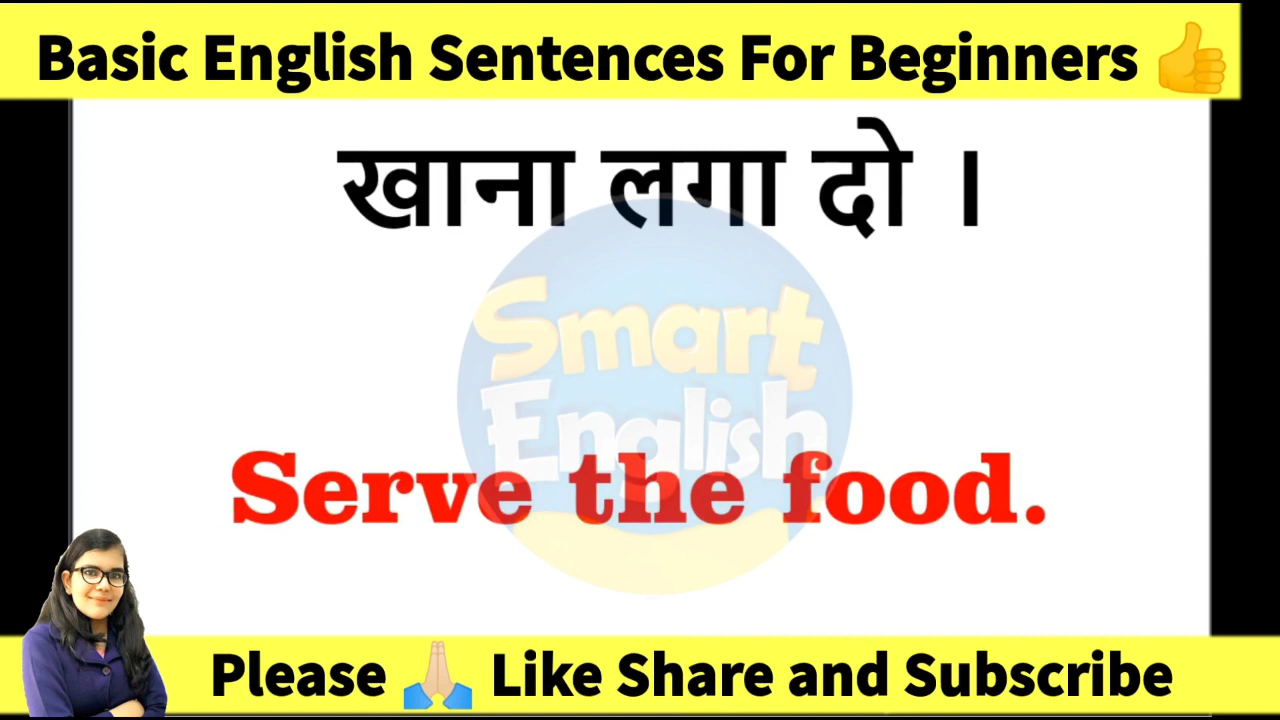 Basic English Sentences For Beginners 👍
खाना लगा दो ।
Smart
English
Serve the food.
Please 🙏🏼 Like Share and Subscribe